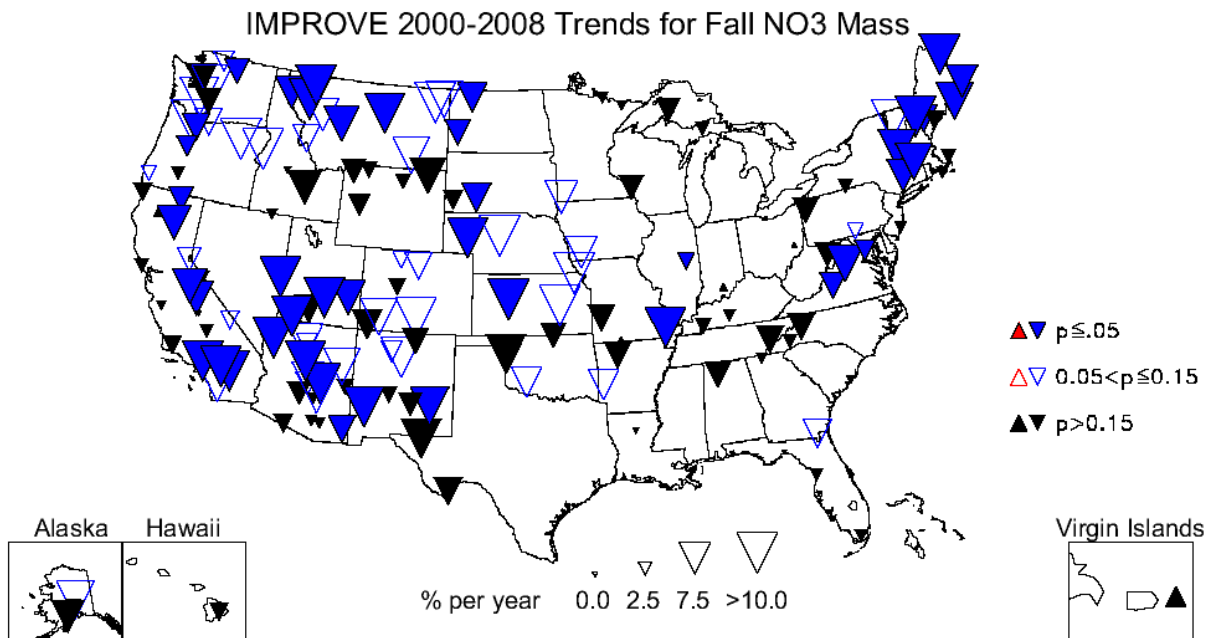 IMPROVE 2000-2008 Trends for Fall NO3 Mass
p≤.05
0.05<p≦0.15
p>0.15
Alaska
Hawaii
Virgin Islands
% per year 0.0 2.5 7.5 >10.0